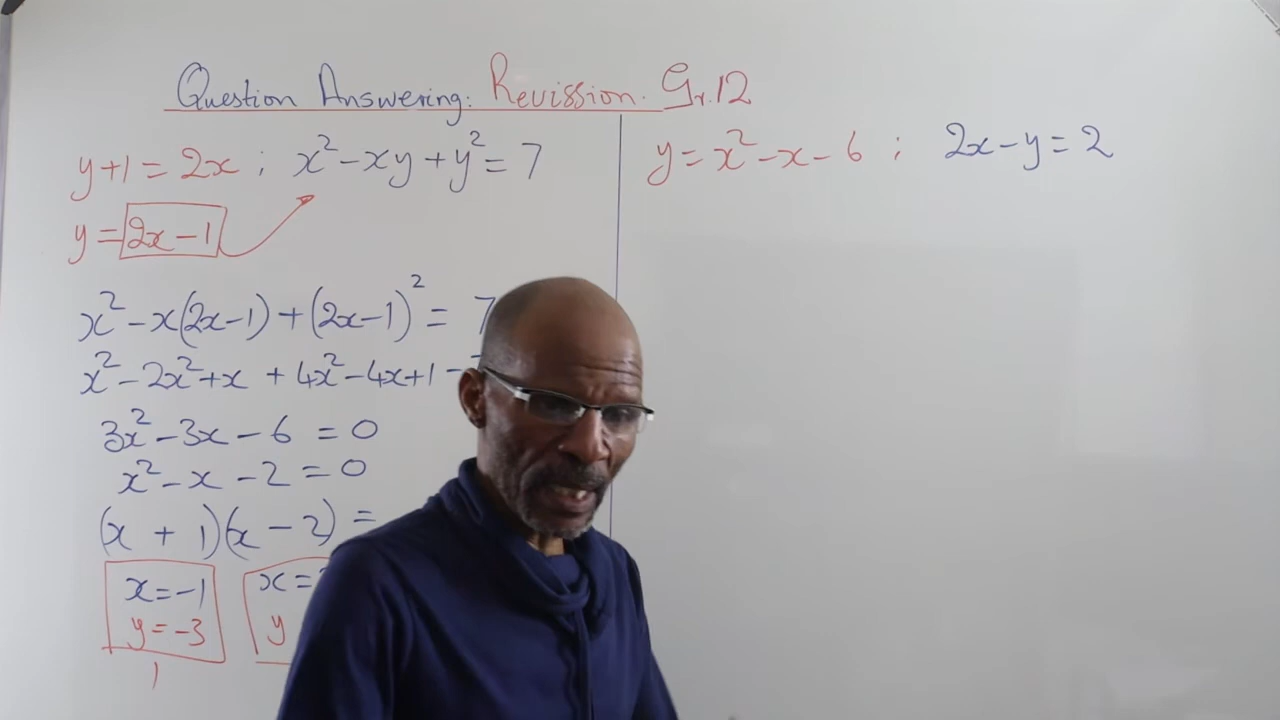 Question Answering: Revission. Gr.12
y+1 = 2x ; x² - xy + y² = 7
y = 2x - 1
x² - x(2x-1) + (2x-1)² = 7
x² - 2x² + x + 4x² - 4x + 1 -
3x² - 3x - 6 = 0
x² - x - 2 = 0
(x + 1)(x - 2) =
x = -1 x =
y = -3 y
y = x² - x - 6 ; 2x - y = 2